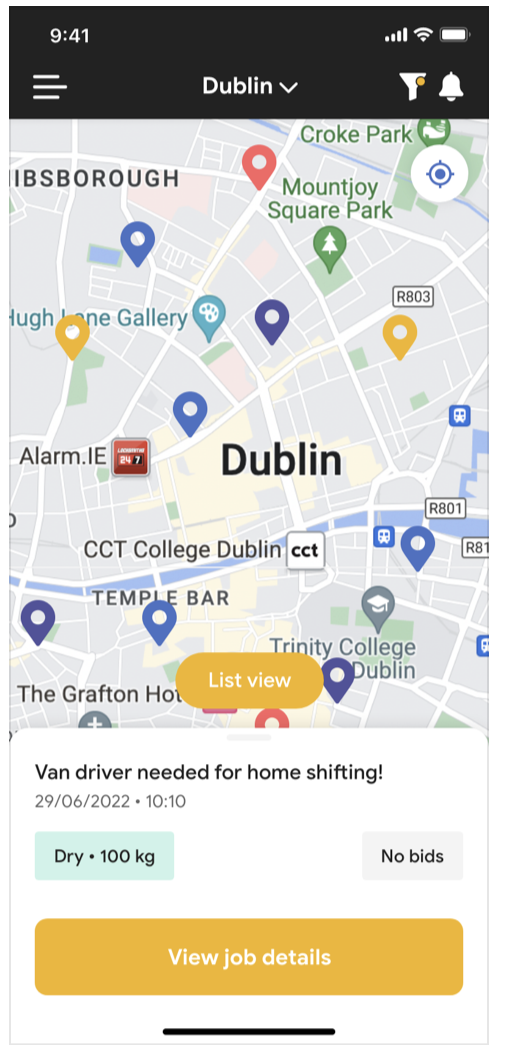 9:41
Dublin
Croke Park
IBSBOROUGH
Mountjoy
Square Park
R803
Hugh Lane Gallery
Alarm.IE
24 7
Dublin
R801
CCT College Dublin
cct
R81
TEMPLE BAR
Trinity College
Dublin
List view
The Grafton Hot
Van driver needed for home shifting!
29/06/2022 • 10:10
Dry • 100 kg
No bids
View job details